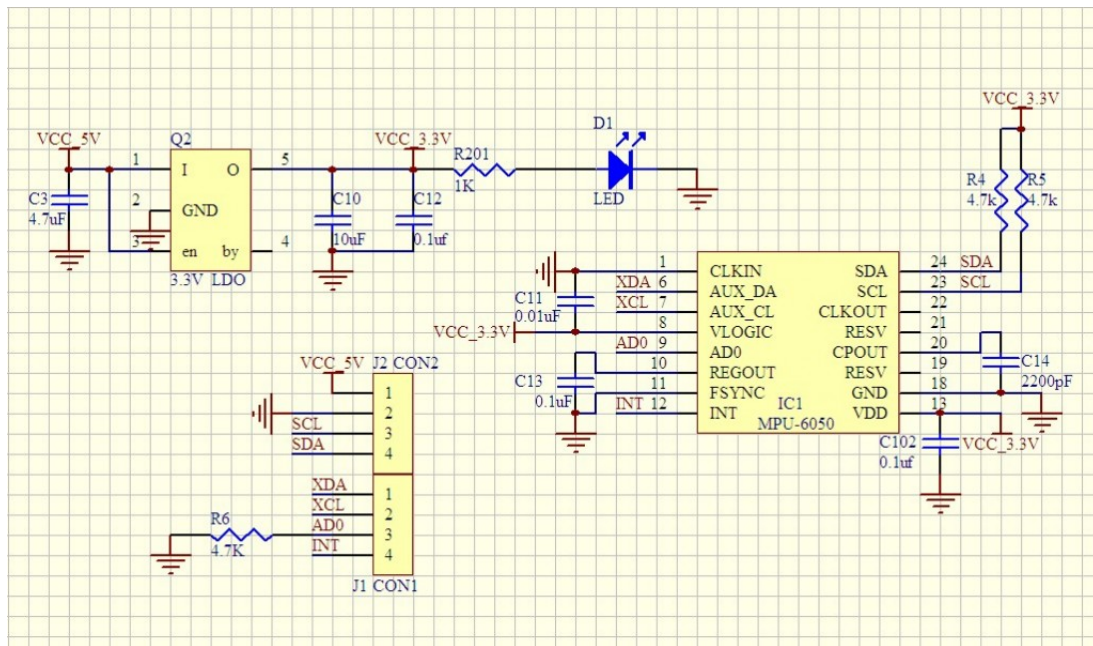 VCC_5V
Q2
1
I
O
5
C3
4.7uF
2
GND
3
en
by
4
3.3V LDO
C10
10uF
VCC_3.3V
C12
0.1uf
R201
1K
D1
LED
VCC_3.3V
R4
4.7k
R5
4.7k
1
CLKIN
SDA
24
SDA
XDA
6
AUX_DA
SCL
23
SCL
XCL
7
AUX_CL
CLKOUT
22
VCC_3.3V
8
VLOGIC
RESV
21
AD0
9
AD0
CPOUT
20
10
REGOUT
RESV
19
11
FSYNC
GND
18
INT
12
INT
VDD
13
IC1
MPU-6050
C11
0.01uF
C13
0.1uF
C14
2200pF
VCC_3.3V
C102
0.1uf
VCC_5V
J2 CON2
1
2
SCL
3
SDA
4
XDA
1
XCL
2
R6
4.7K
AD0
3
INT
4
J1 CON1